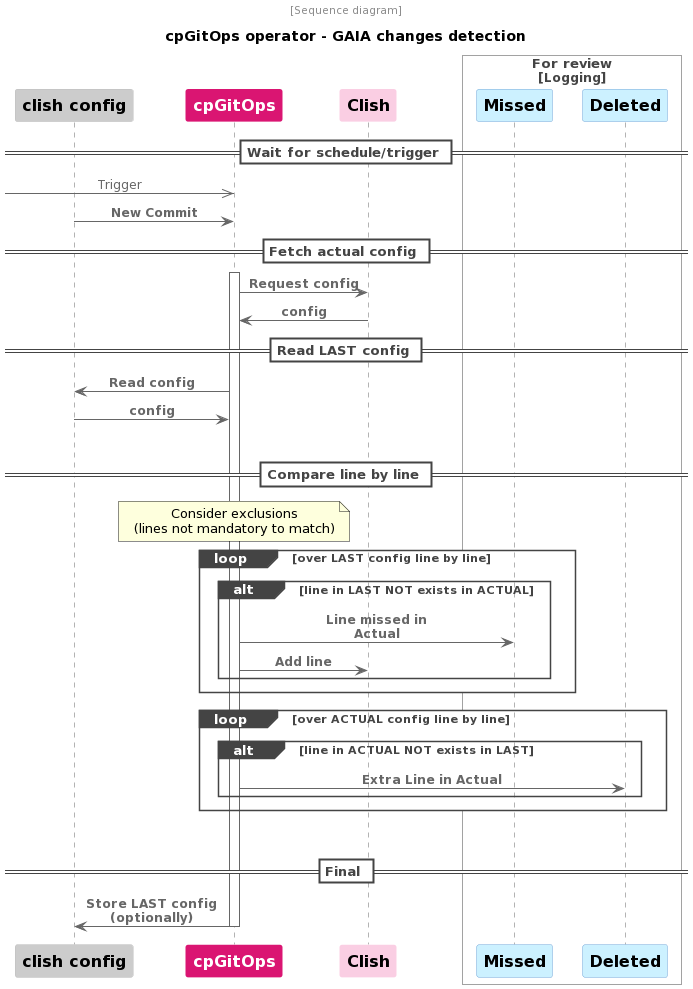 [Sequence diagram]
cpGitOps operator - GAIA changes detection
For review
[Logging]
clish config
cpGitOps
Clish
Missed
Deleted
Wait for schedule/trigger
Trigger
New Commit
Fetch actual config
Request config
config
Read LAST config
Read config
config
Compare line by line
Consider exclusions
(lines not mandatory to match)
loop
[over LAST config line by line]
alt
[line in LAST NOT exists in ACTUAL]
Line missed in
Actual
Add line
loop
[over ACTUAL config line by line]
alt
[line in ACTUAL NOT exists in LAST]
Extra Line in Actual
Final
Store LAST config
(optionally)
clish config
cpGitOps
Clish
Missed
Deleted